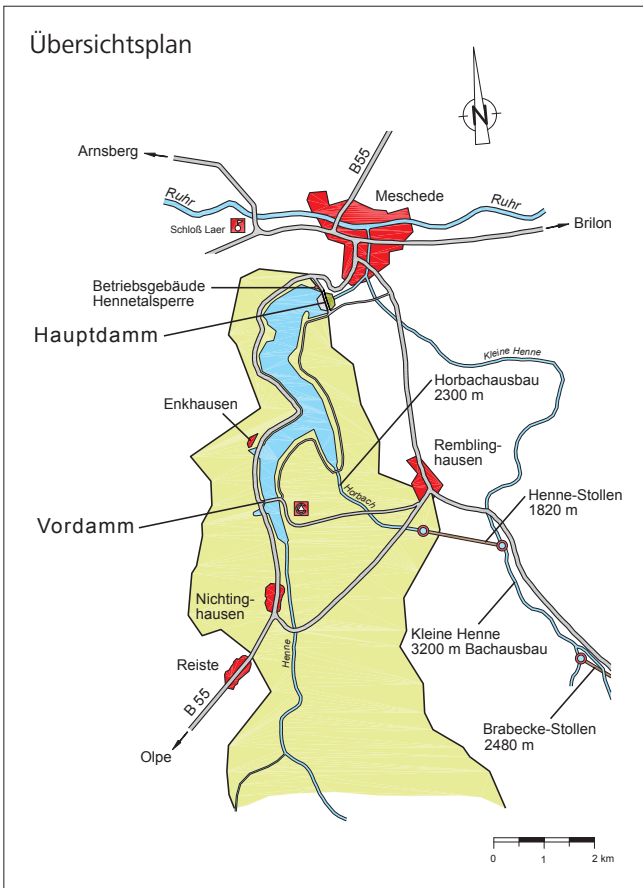 Übersichtsplan
N
Arnsberg
B55
Meschede
Ruhr
Ruhr
Schloß Laer
Brilon
Betriebsgebäude
Hennetalsperre
Hauptdamm
Kleine Henne
Horbachausbau
2300 m
Enkhausen
Rembling-
hausen
Horbach
Henne-Stollen
1820 m
Vordamm
Nichting-
hausen
Kleine Henne
3200 m Bachausbau
Henne
Reiste
B 55
Brabecke-Stollen
2480 m
Olpe
0 1 2 km